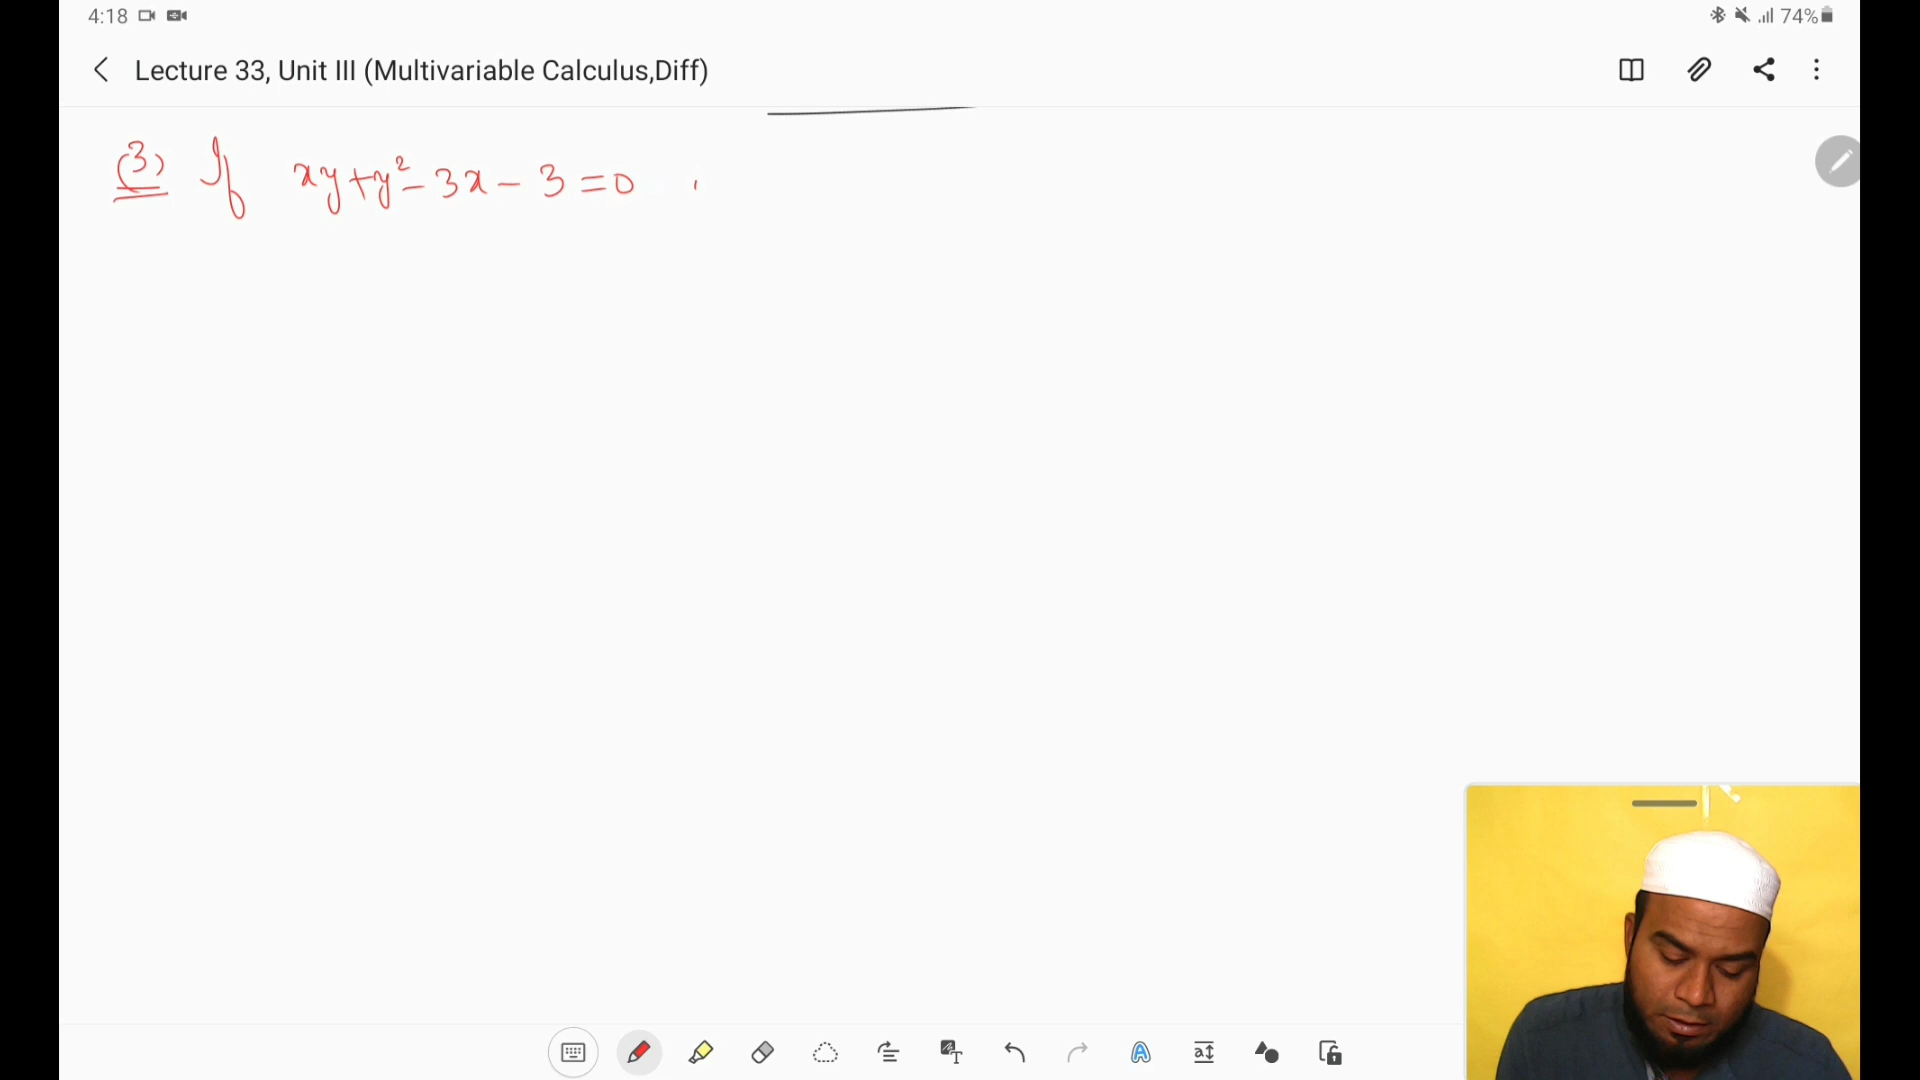 4:18 74%
Lecture 33, Unit III (Multivariable Calculus,Diff)
(3) If xy+y²-3x-3=0